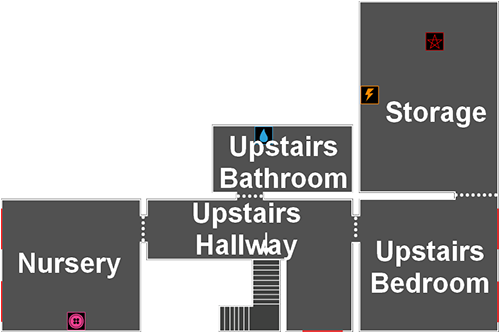 Storage
Upstairs
Bathroom
Upstairs
Hallway
Nursery
Upstairs
Bedroom